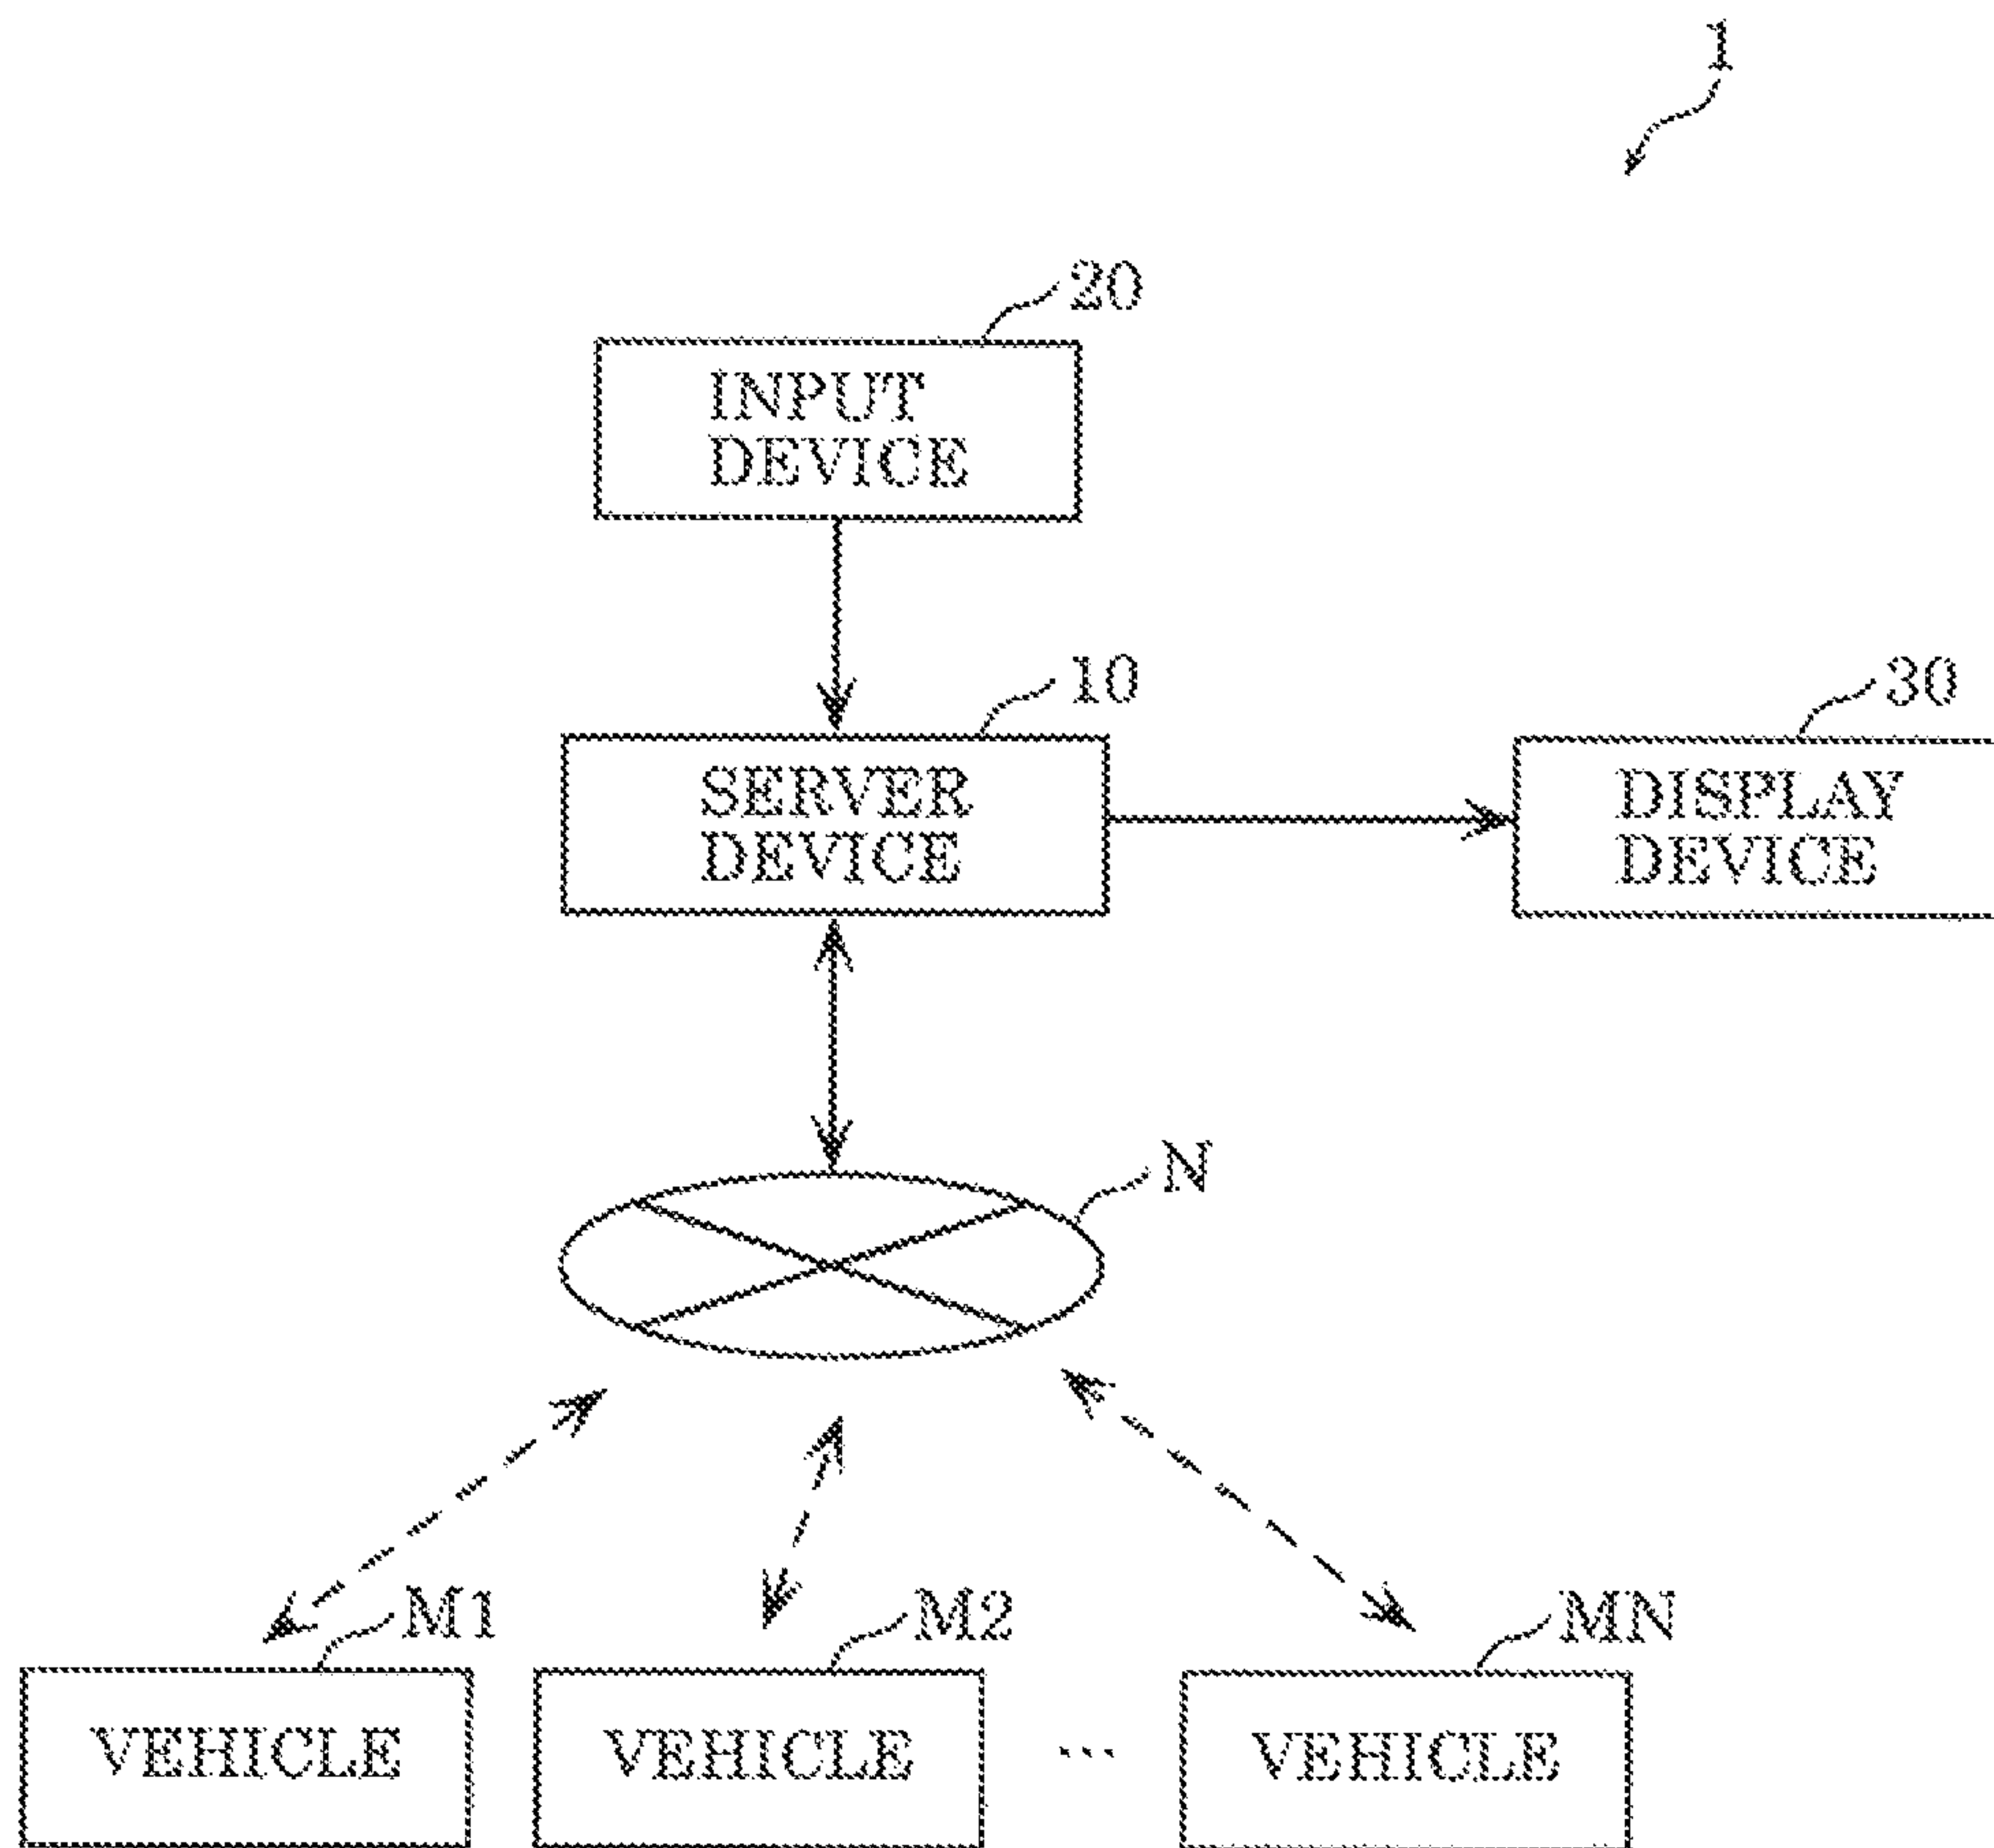 1
20
INPUT
DEVICE
10
30
SERVER
DEVICE
DISPLAY
DEVICE
N
M1
M2
MN
VEHICLE
VEHICLE
...
VEHICLE